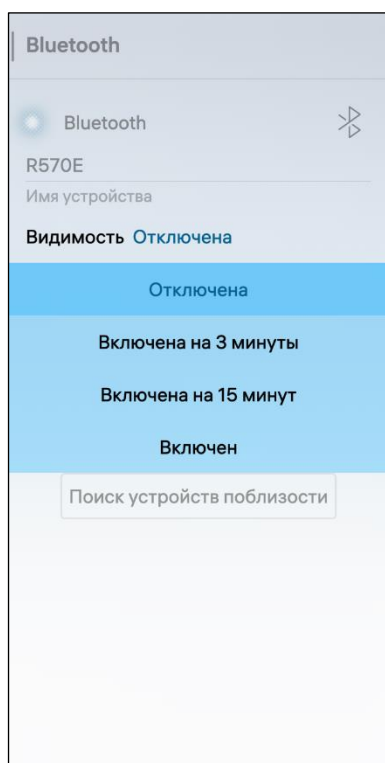 Bluetooth
Bluetooth
R570E
Имя устройства
Видимость Отключена
Отключена
Включена на 3 минуты
Включена на 15 минут
Включен
Поиск устройств поблизости